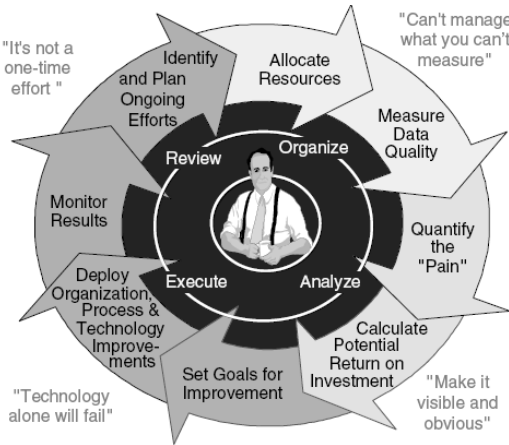 "It's not a
one-time
effort "
"Can't manage
what you can't
measure"
Identify
and Plan
Ongoing
Efforts
Allocate
Resources
Measure
Data
Quality
Quantify
the
"Pain"
Calculate
Potential
Return on
Investment
Set Goals for
Improvement
Deploy
Organization,
Process &
Technology
Improve-
ments
Monitor
Results
Review
Organize
Analyze
Execute
"Technology
alone will fail"
"Make it
visible and
obvious"